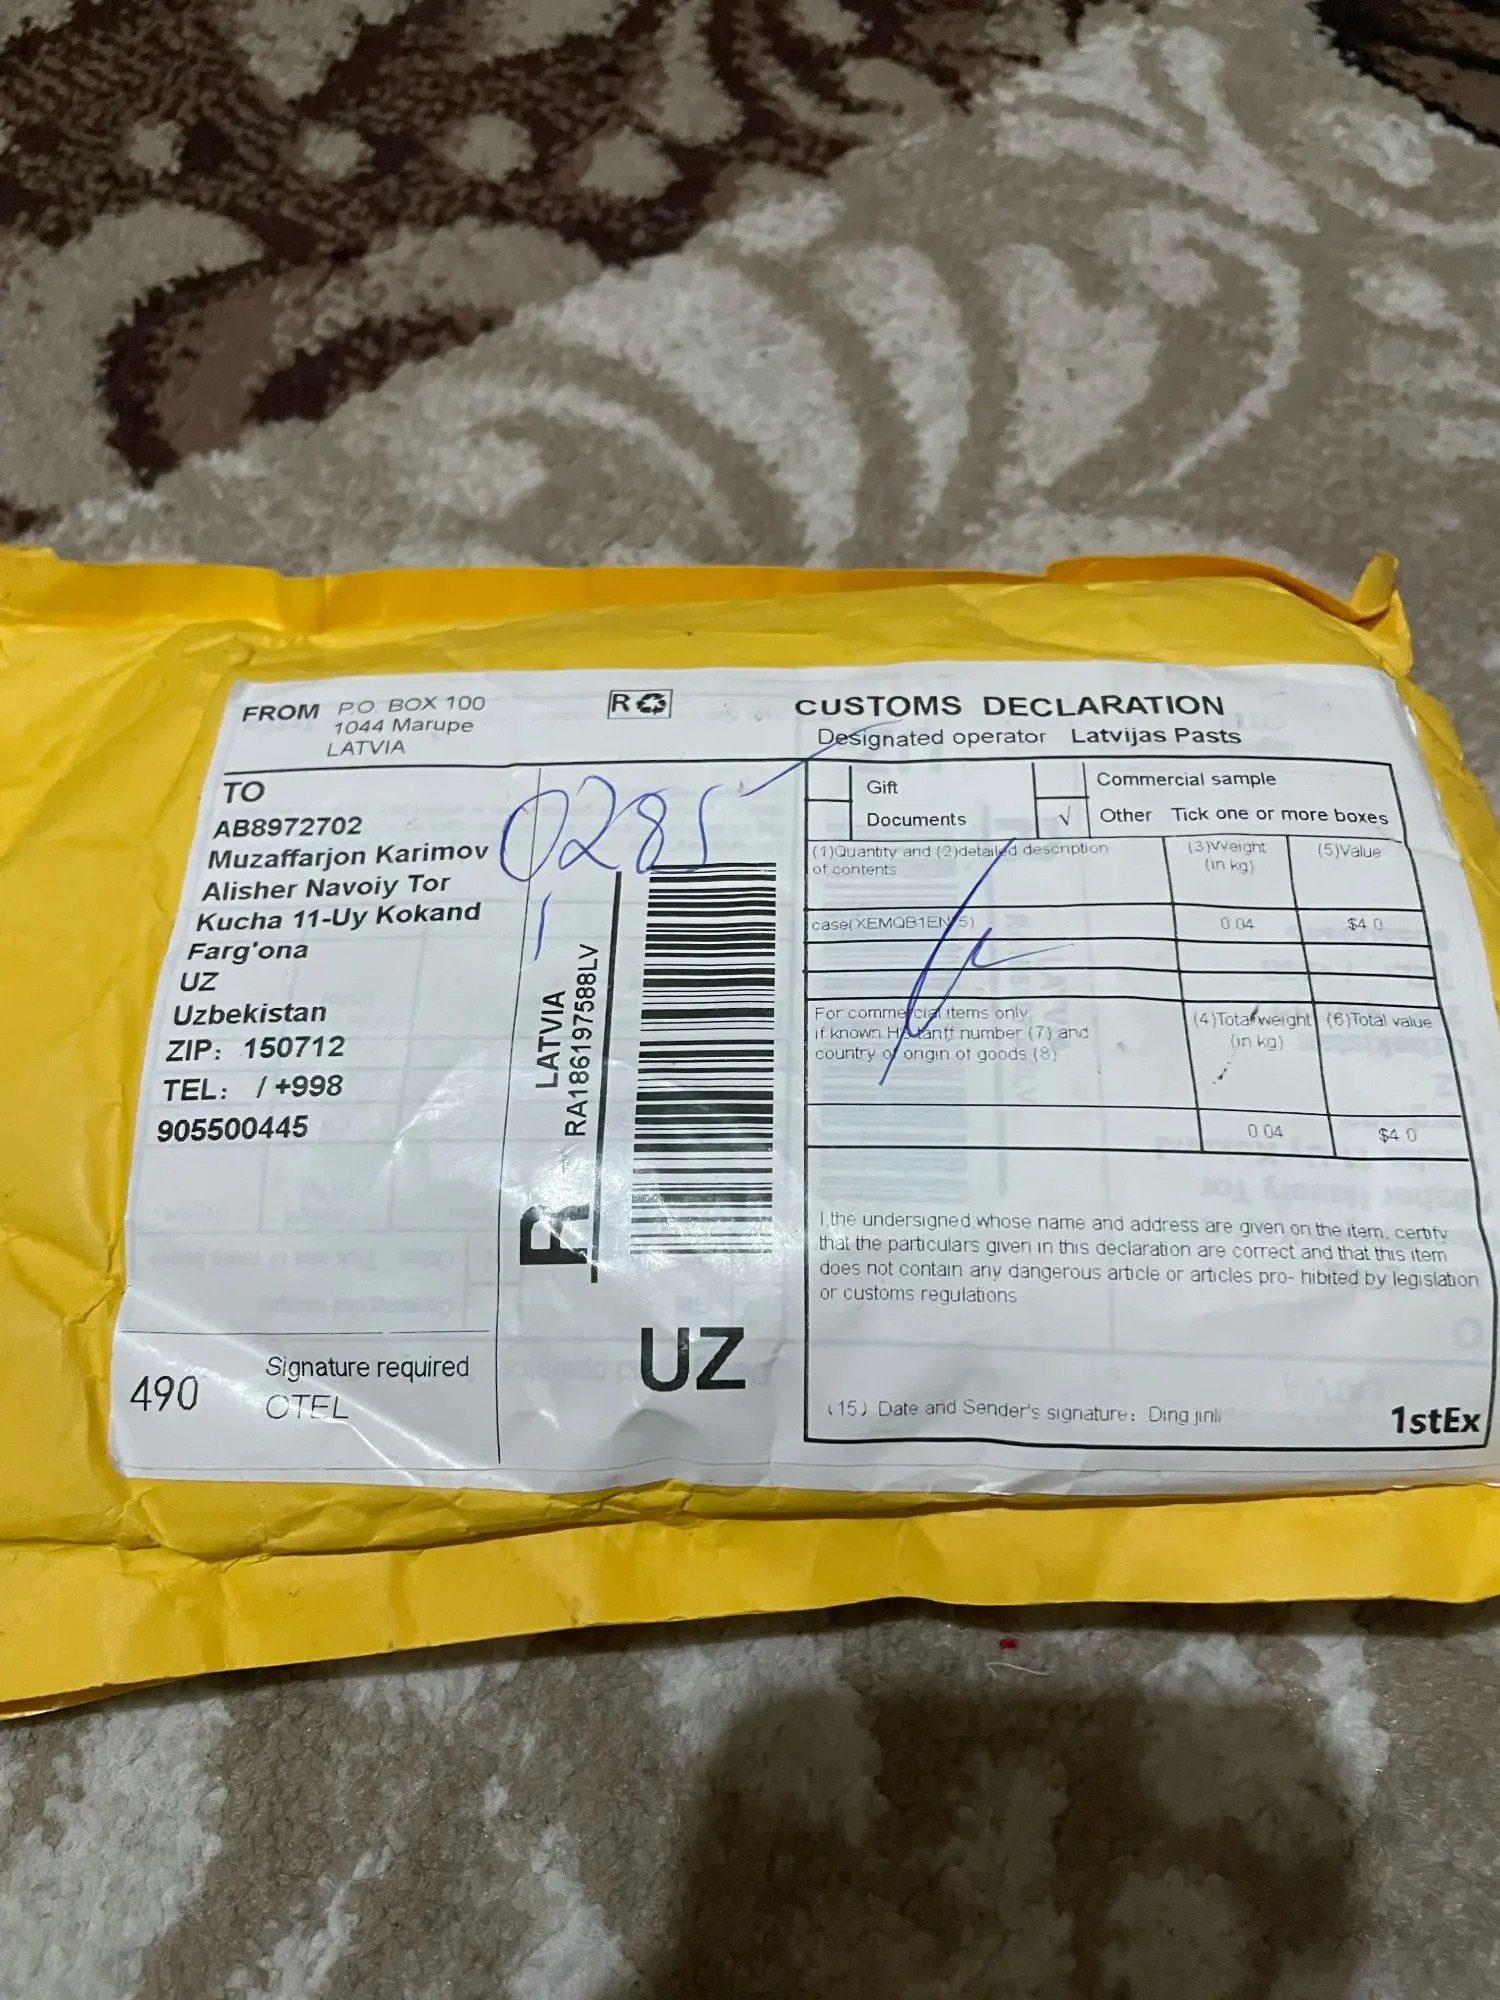 FROM P.O. BOX 100
1044 Marupe
LATVIA
R
TO
AB8972702
Muzaffarjon Karimov
Alisher Navoiy Tor
Kucha 11-Uy Kokand
Farg'ona
UZ
Uzbekistan
ZIP: 150712
TEL: / +998
905500445
490
Signature required
OTEL
0285
LATVIA
RA186197588LV
R
UZ
CUSTOMS DECLARATION
Designated operator Latvijas Pasts
Gift
Commercial sample
Documents
√ Other Tick one or more boxes
(1)Quantity and (2)detailed description
of contents
(3)Weight
(in kg)
(5)Value
case(XEMQB1EN5)
0.04
$4.0
For commercial items only
if known HS tariff number (7) and
country of origin of goods (8)
(4)Total weight
(in kg)
(6)Total value
0.04
$4.0
I,the undersigned,whose name and address are given on the item, certify
that the particulars given in this declaration are correct and that this item
does not contain any dangerous article or articles pro- hibited by legislation
or customs regulations
(15) Date and Sender's signature: Ding jinli
1stEx